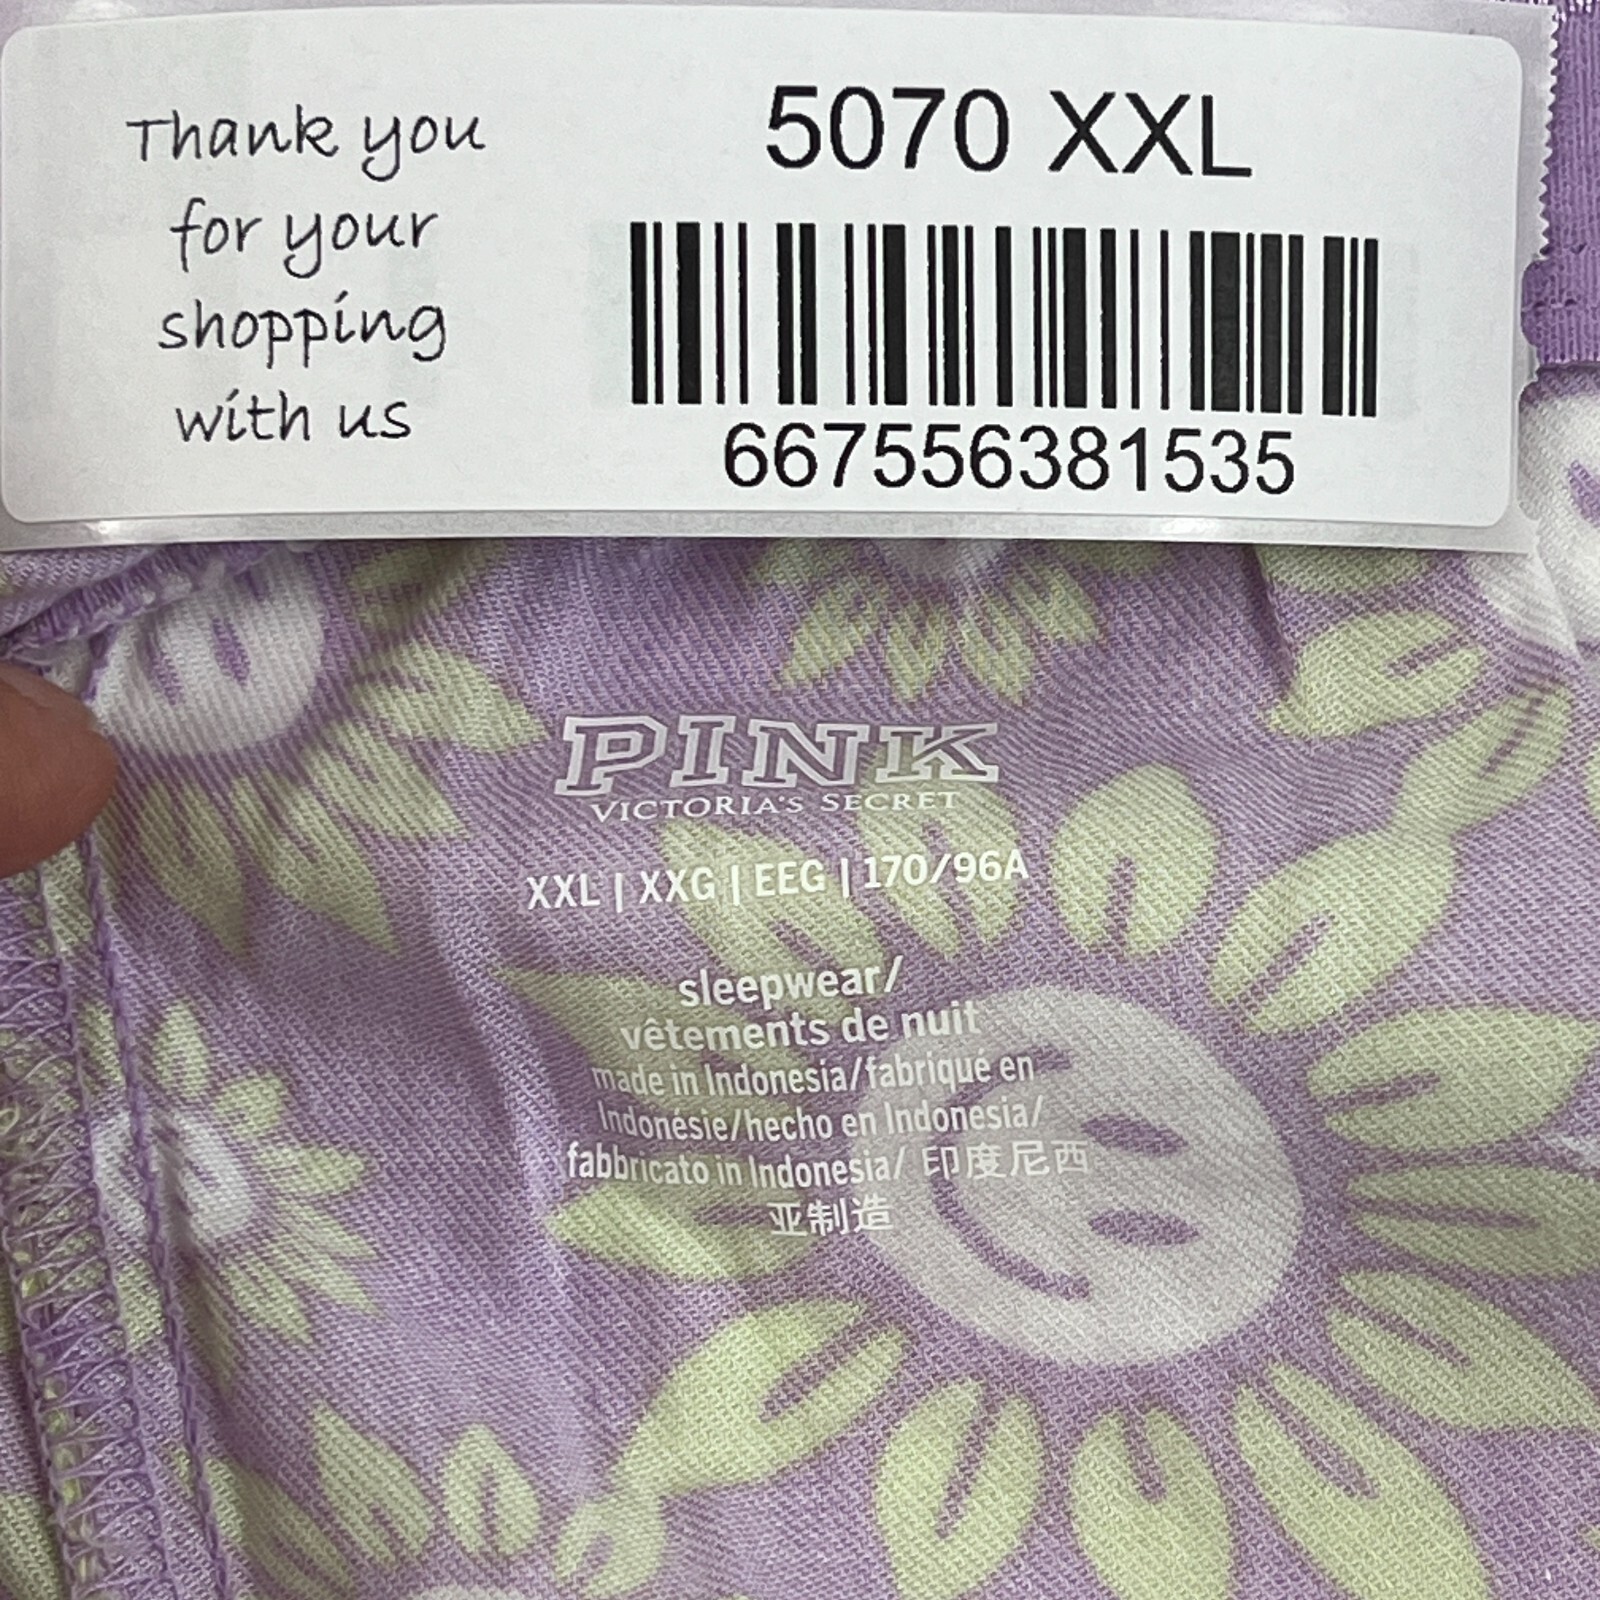 Thank you
for your
shopping
with us
5070 XXL
667556381535
PINK
VICTORIA'S SECRET
XXL | XXG | EEG | 170/96A
sleepwear/
vêtements de nuit
made in Indonesia/fabriqué en
Indonésie/hecho en Indonesia/
fabbricato in Indonesia/ 印度尼西
亚制造